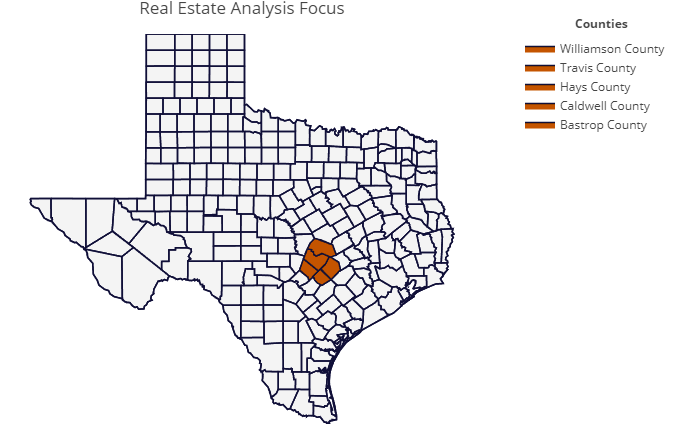 Real Estate Analysis Focus
Counties
Williamson County
Travis County
Hays County
Caldwell County
Bastrop County